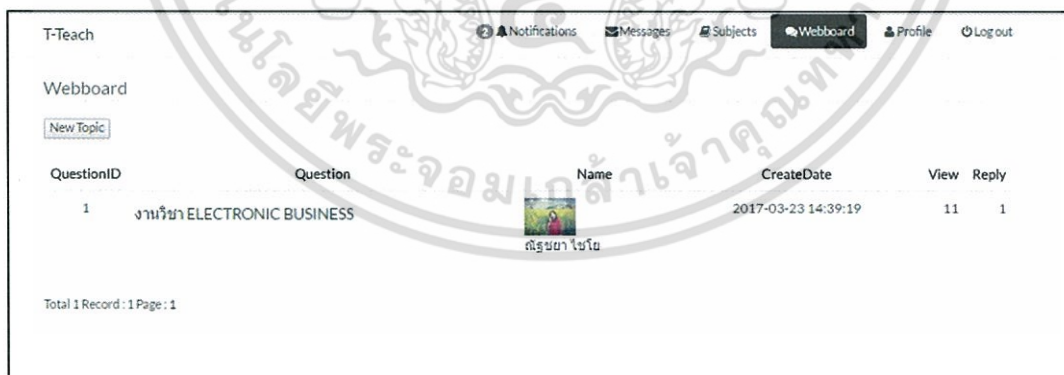 T-Teach 2 Notifications Messages Subjects Webboard Profile Log out
Webboard
New Topic
QuestionID Question Name CreateDate View Reply
1 งานวิชา ELECTRONIC BUSINESS 2017-03-23 14:39:19 11 1
ณัฐชยา ไชโย
Total 1 Record : 1 Page : 1